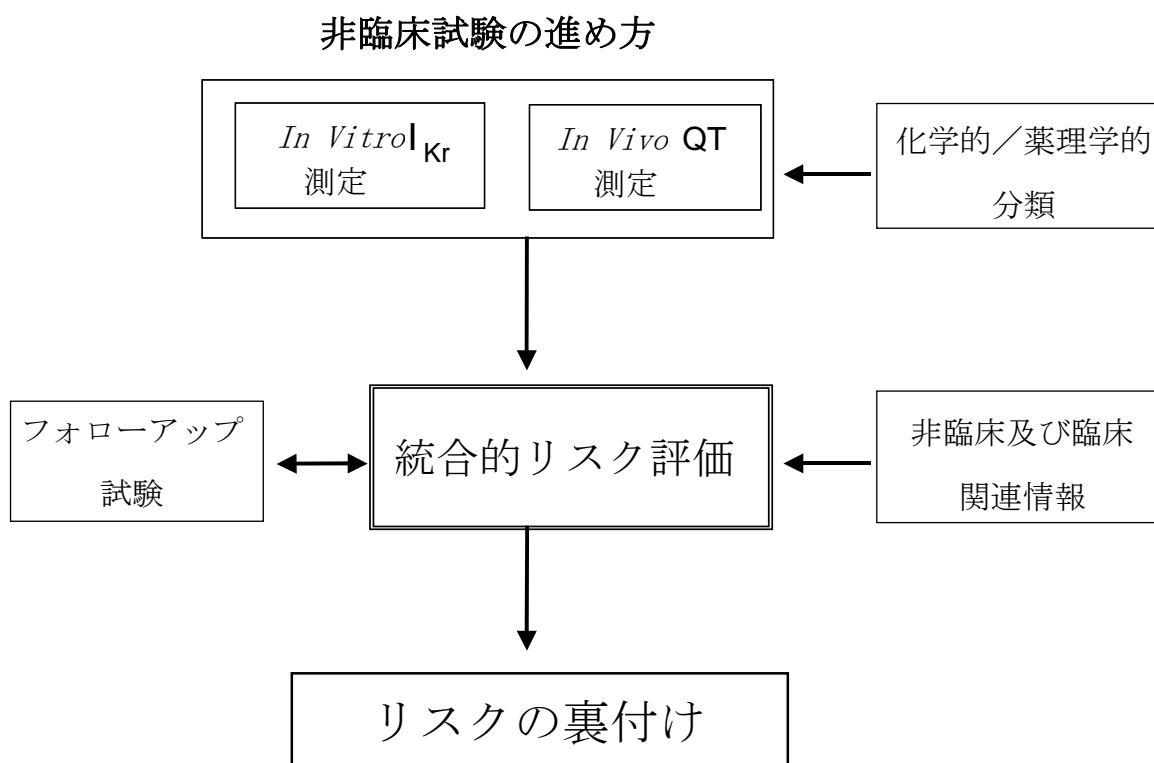 非臨床試験の進め方
In Vitro IKr
測定
In Vivo QT
測定
化学的／薬理学的
分類
フォローアップ
試験
統合的リスク評価
非臨床及び臨床
関連情報
リスクの裏付け